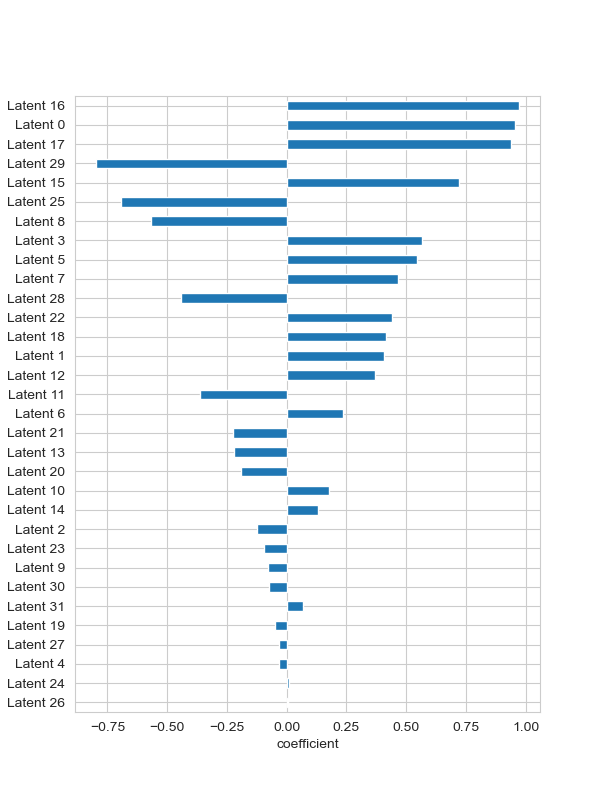 Latent 16
Latent 0
Latent 17
Latent 29
Latent 15
Latent 25
Latent 8
Latent 3
Latent 5
Latent 7
Latent 28
Latent 22
Latent 18
Latent 1
Latent 12
Latent 11
Latent 6
Latent 21
Latent 13
Latent 20
Latent 10
Latent 14
Latent 2
Latent 23
Latent 9
Latent 30
Latent 31
Latent 19
Latent 27
Latent 4
Latent 24
Latent 26
−0.75 −0.50 −0.25 0.00 0.25 0.50 0.75 1.00
coefficient